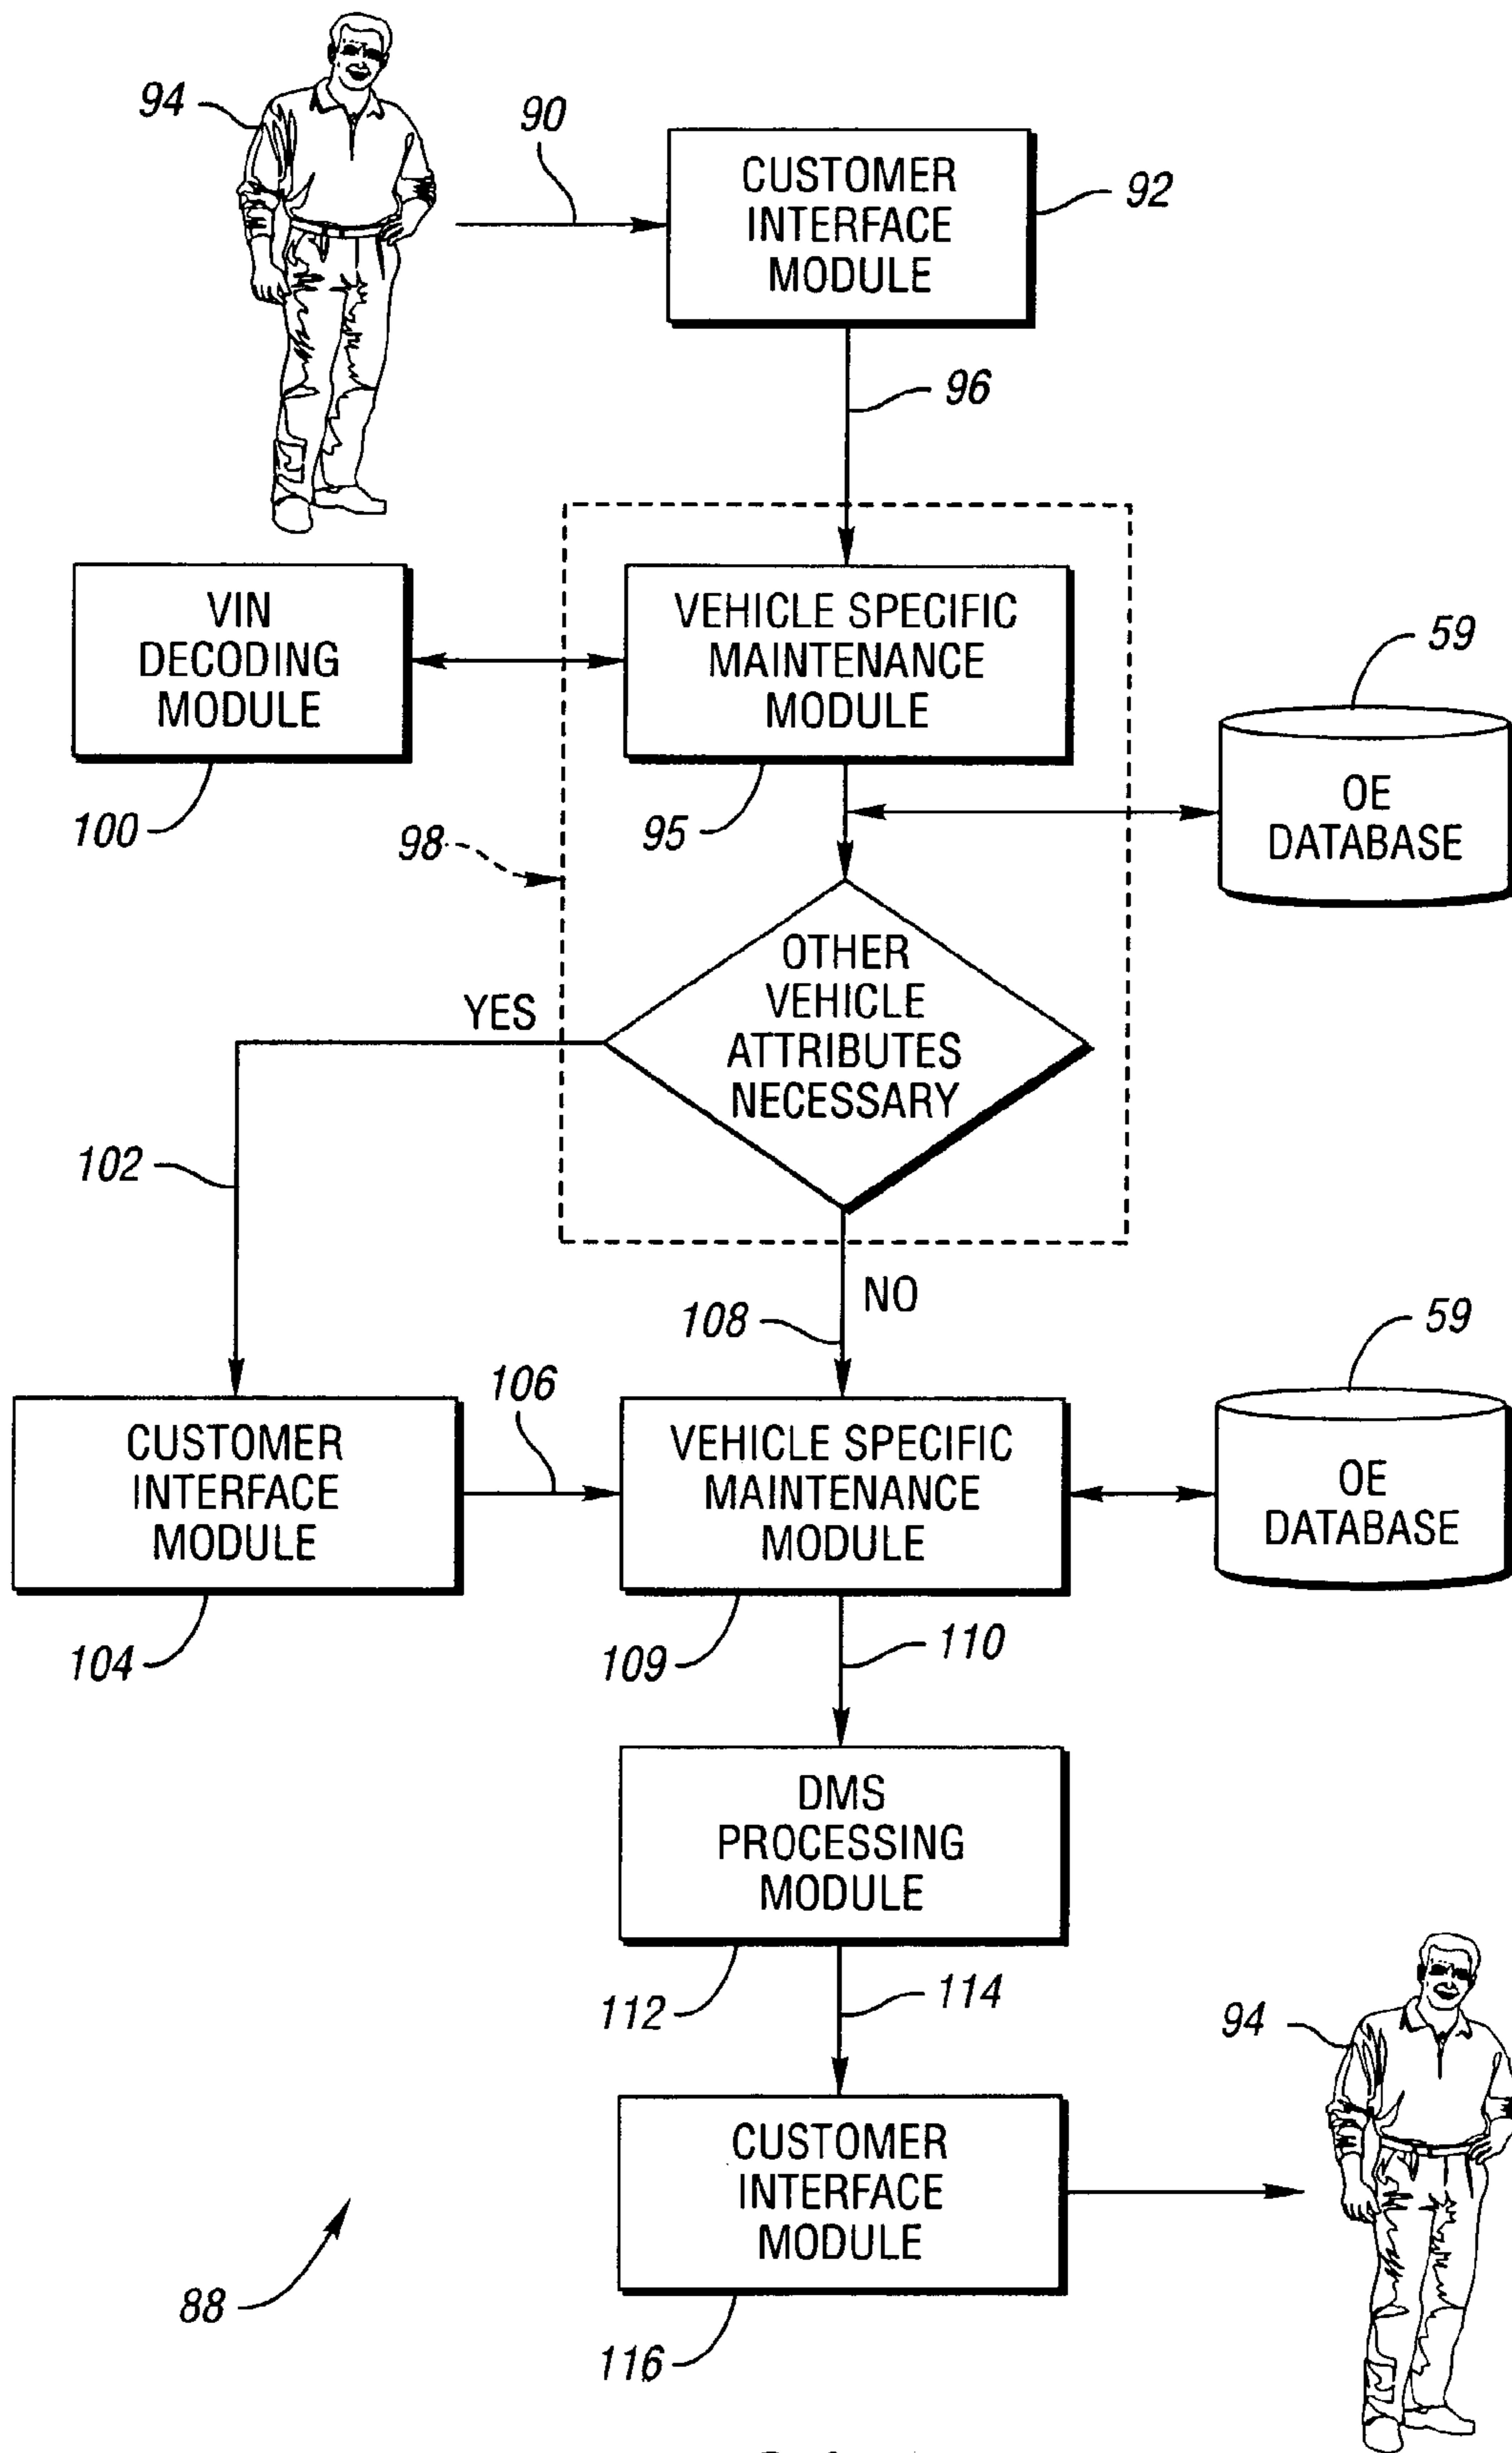 94
90
CUSTOMER
INTERFACE
MODULE
92
96
VIN
DECODING
MODULE
100
VEHICLE SPECIFIC
MAINTENANCE
MODULE
95
98
59
OE
DATABASE
OTHER
VEHICLE
ATTRIBUTES
NECESSARY
YES
102
NO
108
CUSTOMER
INTERFACE
MODULE
104
106
VEHICLE SPECIFIC
MAINTENANCE
MODULE
109
59
OE
DATABASE
110
DMS
PROCESSING
MODULE
112
114
94
CUSTOMER
INTERFACE
MODULE
116
88